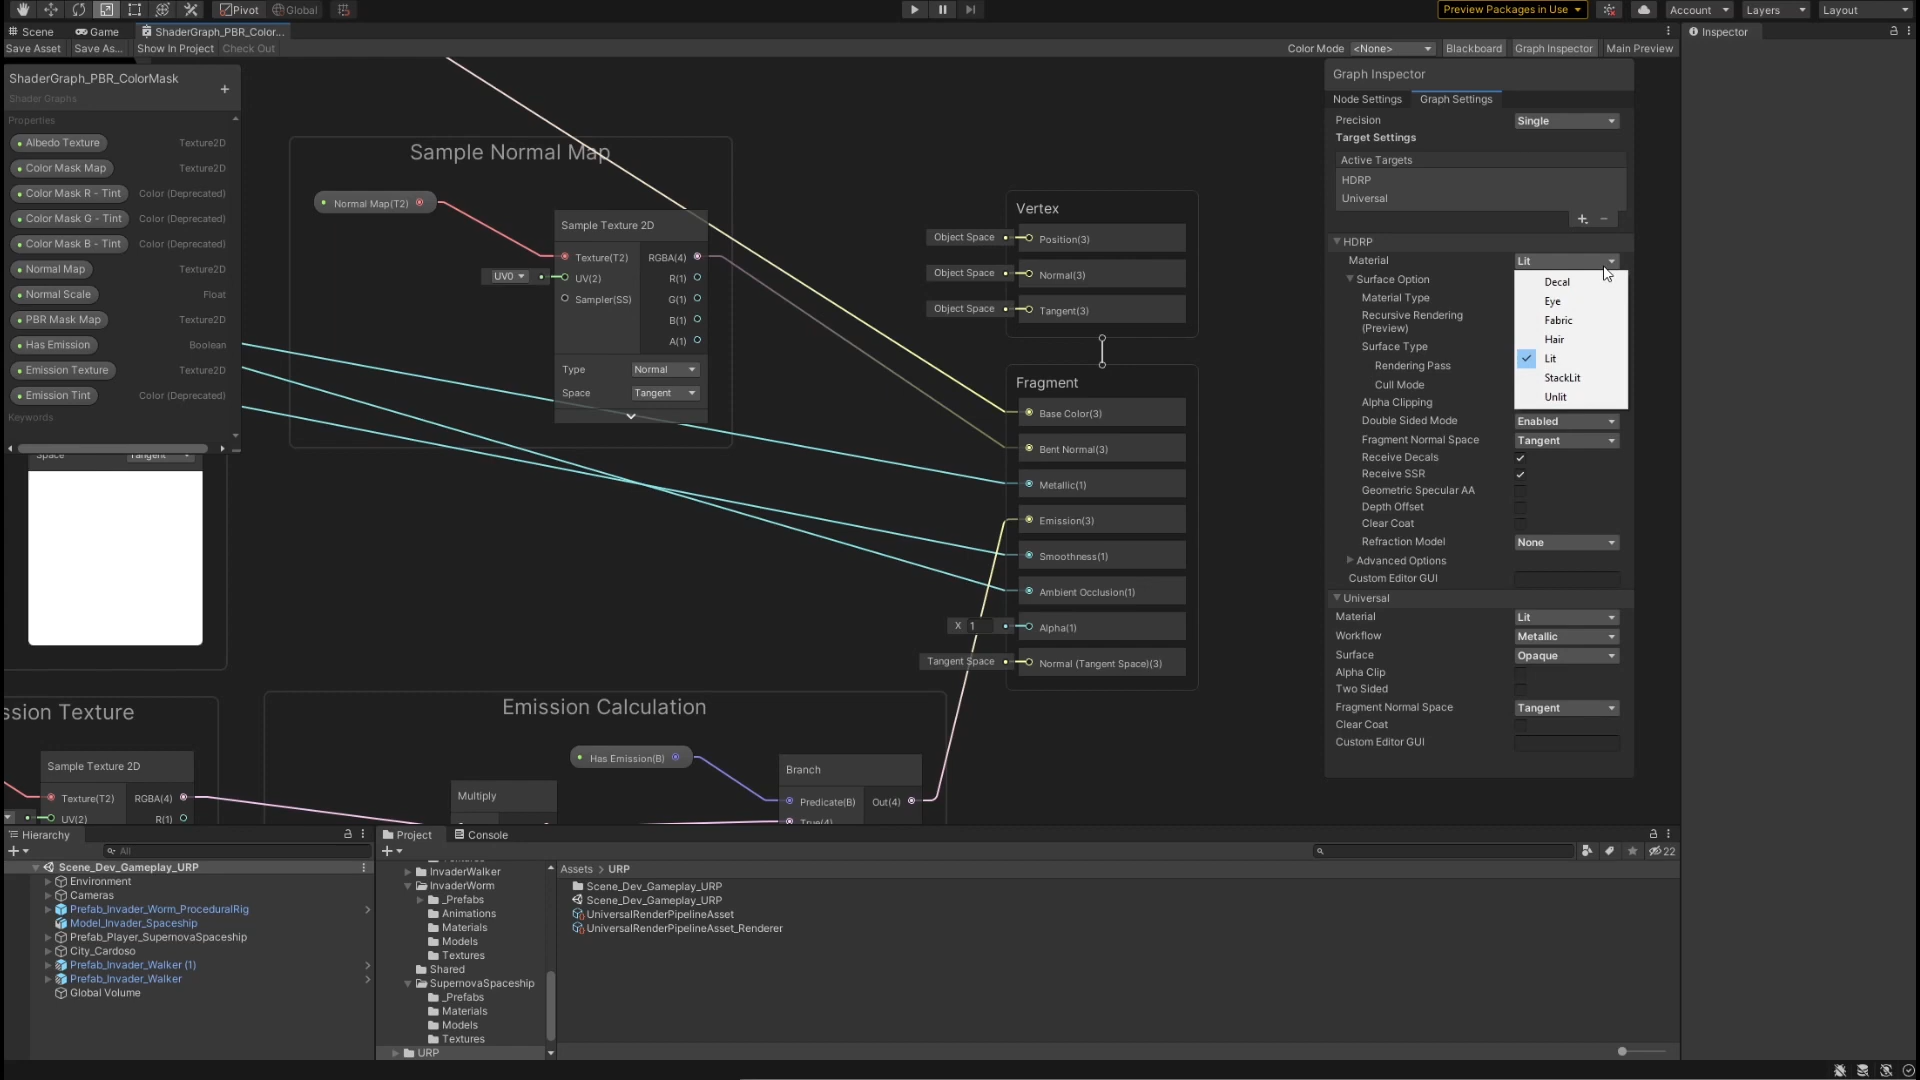 Pivot
Global
Preview Packages in Use
Account
Layers
Layout
Scene
Game
ShaderGraph_PBR_Color...
Inspector
Save Asset
Save As...
Show In Project
Check Out
Color Mode
<None>
Blackboard
Graph Inspector
Main Preview
ShaderGraph_PBR_ColorMask
Shader Graphs
Properties
Albedo Texture Texture2D
Color Mask Map Texture2D
Color Mask R - Tint Color (Deprecated)
Color Mask G - Tint Color (Deprecated)
Color Mask B - Tint Color (Deprecated)
Normal Map Texture2D
Normal Scale Float
PBR Mask Map Texture2D
Has Emission Boolean
Emission Texture Texture2D
Emission Tint Color (Deprecated)
Keywords
Space Tangent
Sample Normal Map
Normal Map(T2)
Sample Texture 2D
Texture(T2) RGBA(4)
UV0 UV(2) R(1)
Sampler(SS) G(1)
B(1)
A(1)
Type Normal
Space Tangent
Vertex
Object Space Position(3)
Object Space Normal(3)
Object Space Tangent(3)
Fragment
Base Color(3)
Bent Normal(3)
Metallic(1)
Emission(3)
Smoothness(1)
Ambient Occlusion(1)
X 1 Alpha(1)
Tangent Space Normal (Tangent Space)(3)
ssion Texture
Sample Texture 2D
Texture(T2) RGBA(4)
UV(2) R(1)
Emission Calculation
Has Emission(B)
Multiply
Branch
Predicate(B) Out(4)
True(4)
Graph Inspector
Node Settings Graph Settings
Precision Single
Target Settings
Active Targets
HDRP
Universal
+ −
HDRP
Material Lit
Surface Option
Material Type
Recursive Rendering
(Preview)
Surface Type
Rendering Pass
Cull Mode
Alpha Clipping
Decal
Eye
Fabric
Hair
Lit
StackLit
Unlit
Double Sided Mode Enabled
Fragment Normal Space Tangent
Receive Decals
Receive SSR
Geometric Specular AA
Depth Offset
Clear Coat
Refraction Model None
Advanced Options
Custom Editor GUI
Universal
Material Lit
Workflow Metallic
Surface Opaque
Alpha Clip
Two Sided
Fragment Normal Space Tangent
Clear Coat
Custom Editor GUI
Hierarchy
All
Scene_Dev_Gameplay_URP
Environment
Cameras
Prefab_Invader_Worm_ProceduralRig
Model_Invader_Spaceship
Prefab_Player_SupernovaSpaceship
City_Cardoso
Prefab_Invader_Walker (1)
Prefab_Invader_Walker
Global Volume
Project
Console
22
InvaderWalker
InvaderWorm
_Prefabs
Animations
Materials
Models
Textures
Shared
SupernovaSpaceship
_Prefabs
Materials
Models
Textures
URP
Assets > URP
Scene_Dev_Gameplay_URP
Scene_Dev_Gameplay_URP
UniversalRenderPipelineAsset
UniversalRenderPipelineAsset_Renderer